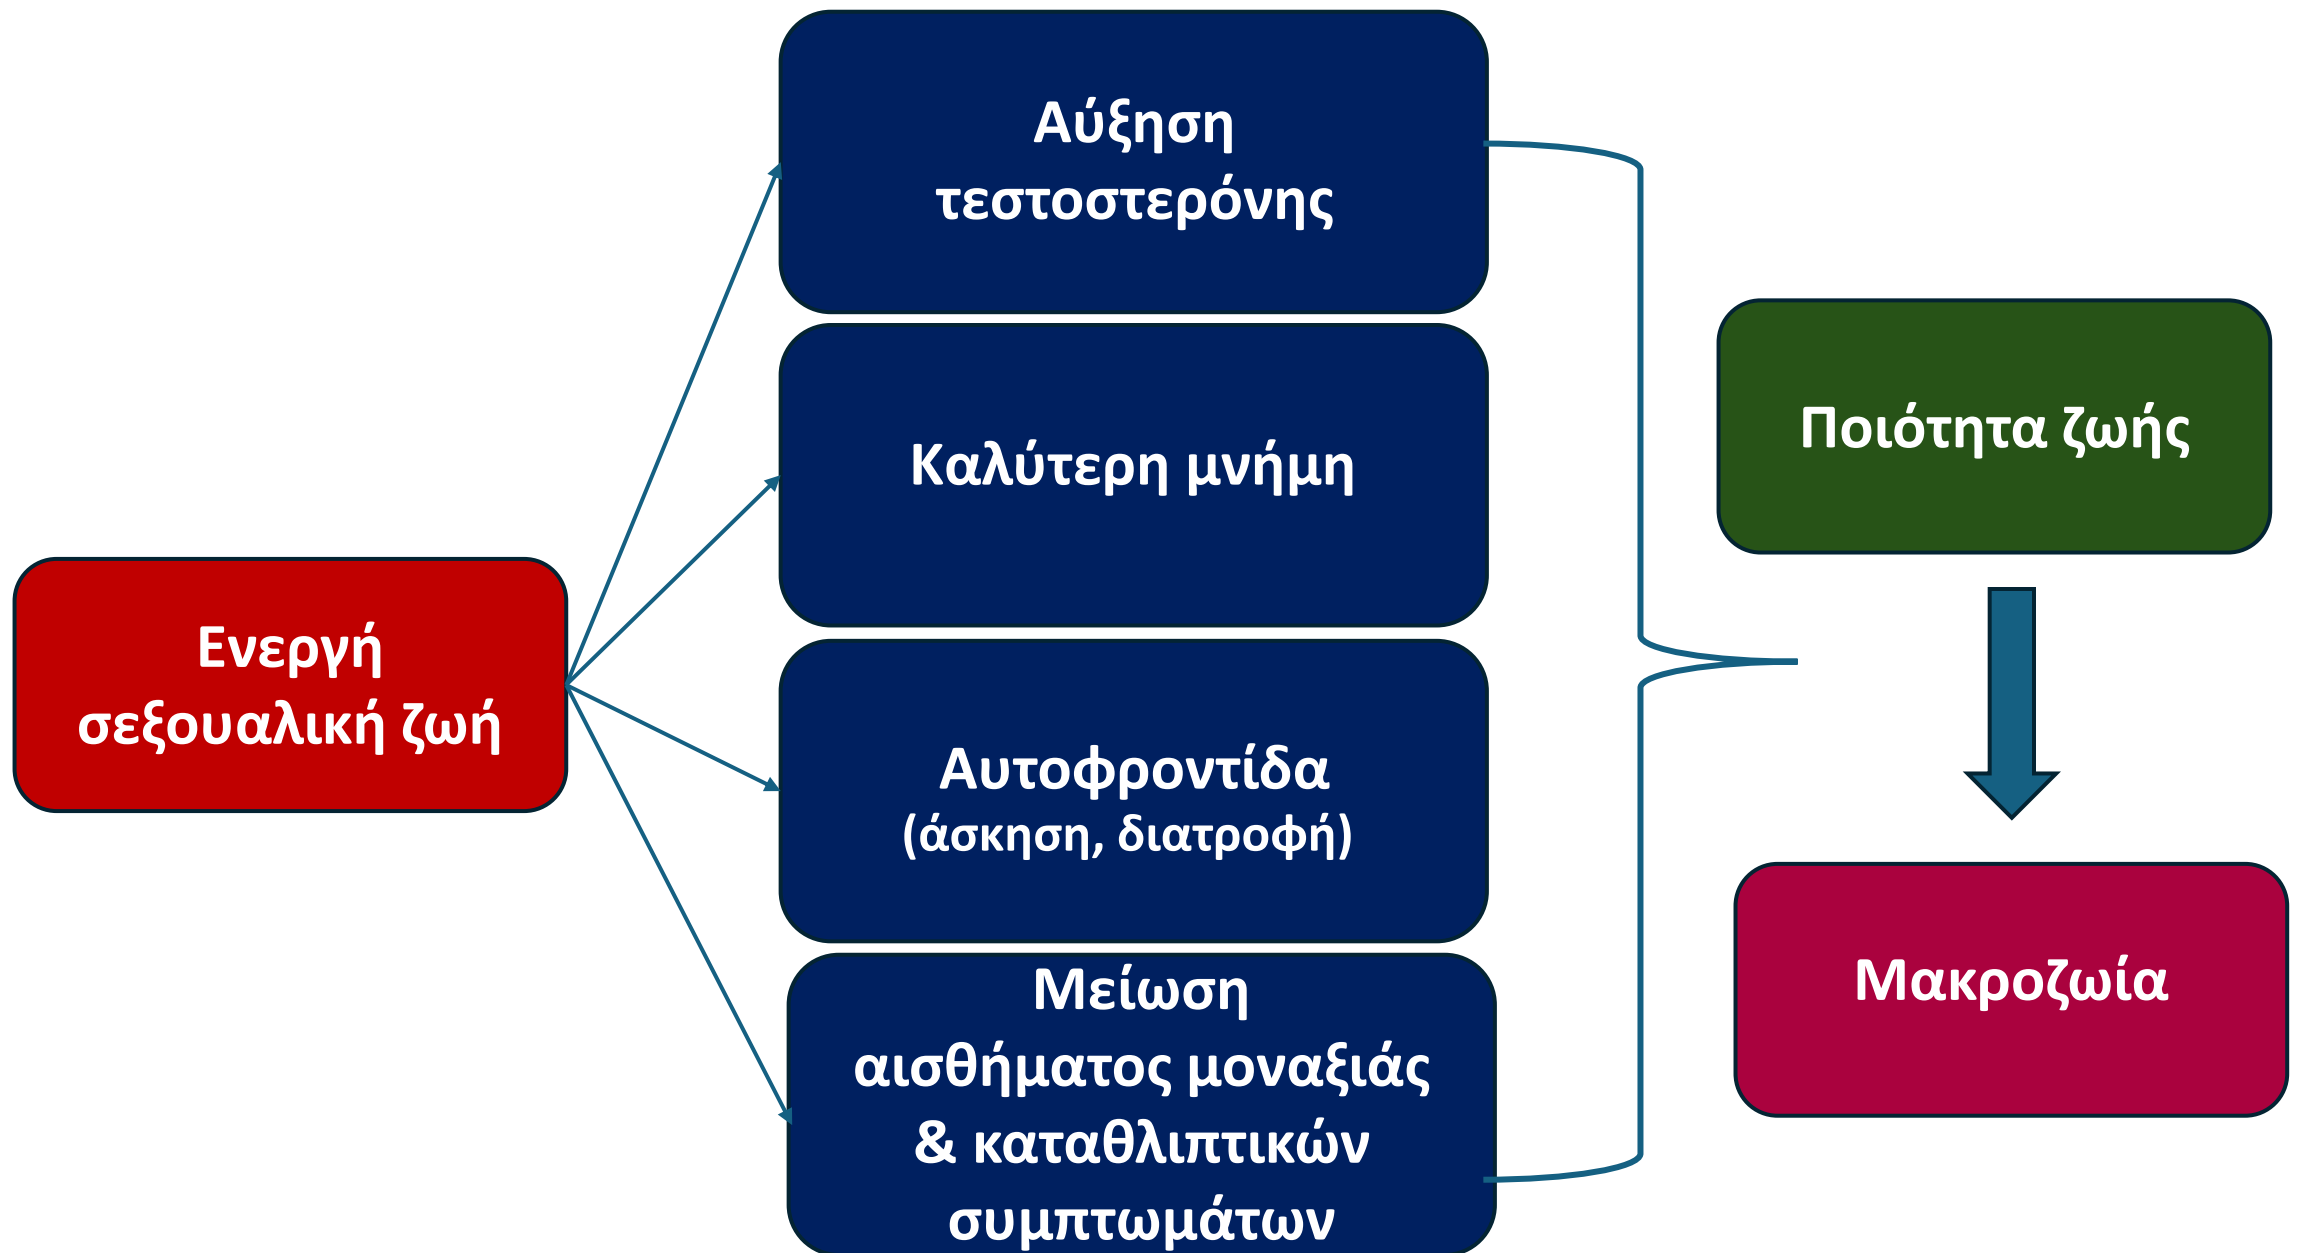 Αύξηση
τεστοστερόνης
Καλύτερη μνήμη
Ενεργή
σεξουαλική ζωή
Αυτοφροντίδα
(άσκηση, διατροφή)
Μείωση
αισθήματος μοναξιάς
& καταθλιπτικών
συμπτωμάτων
Ποιότητα ζωής
Μακροζωία